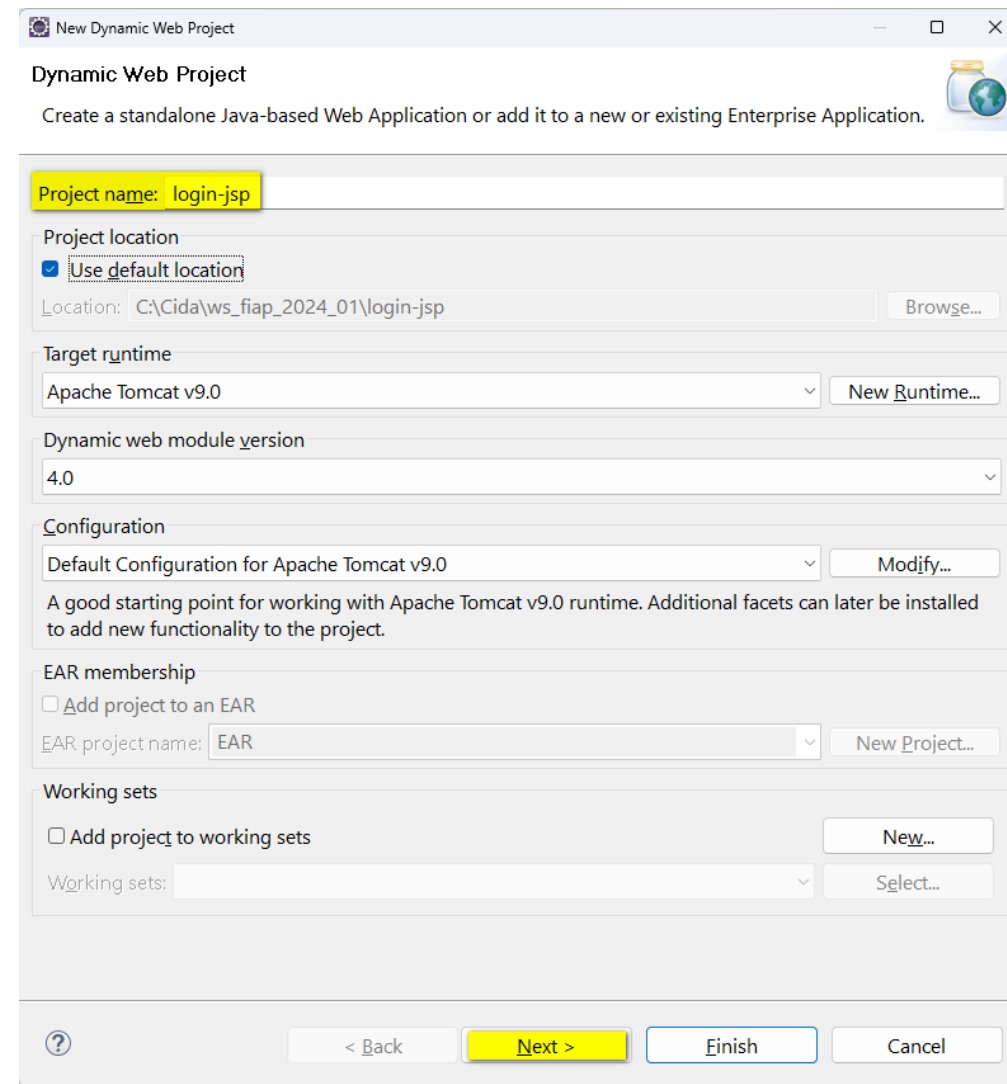 New Dynamic Web Project
Dynamic Web Project
Create a standalone Java-based Web Application or add it to a new or existing Enterprise Application.
Project name: login-jsp
Project location
Use default location
Location: C:\Cida\ws_fiap_2024_01\login-jsp Browse...
Target runtime
Apache Tomcat v9.0 New Runtime...
Dynamic web module version
4.0
Configuration
Default Configuration for Apache Tomcat v9.0 Modify...
A good starting point for working with Apache Tomcat v9.0 runtime. Additional facets can later be installed
to add new functionality to the project.
EAR membership
Add project to an EAR
EAR project name: EAR New Project...
Working sets
Add project to working sets New...
Working sets: Select...
? < Back Next > Finish Cancel